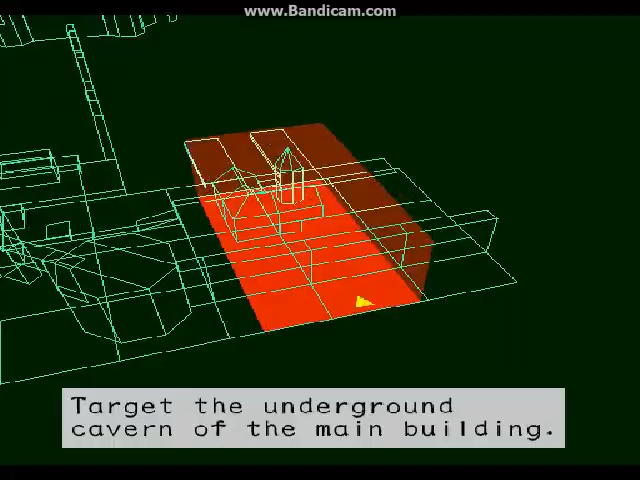 www.Bandicam.com
Target the underground
cavern of the main building.